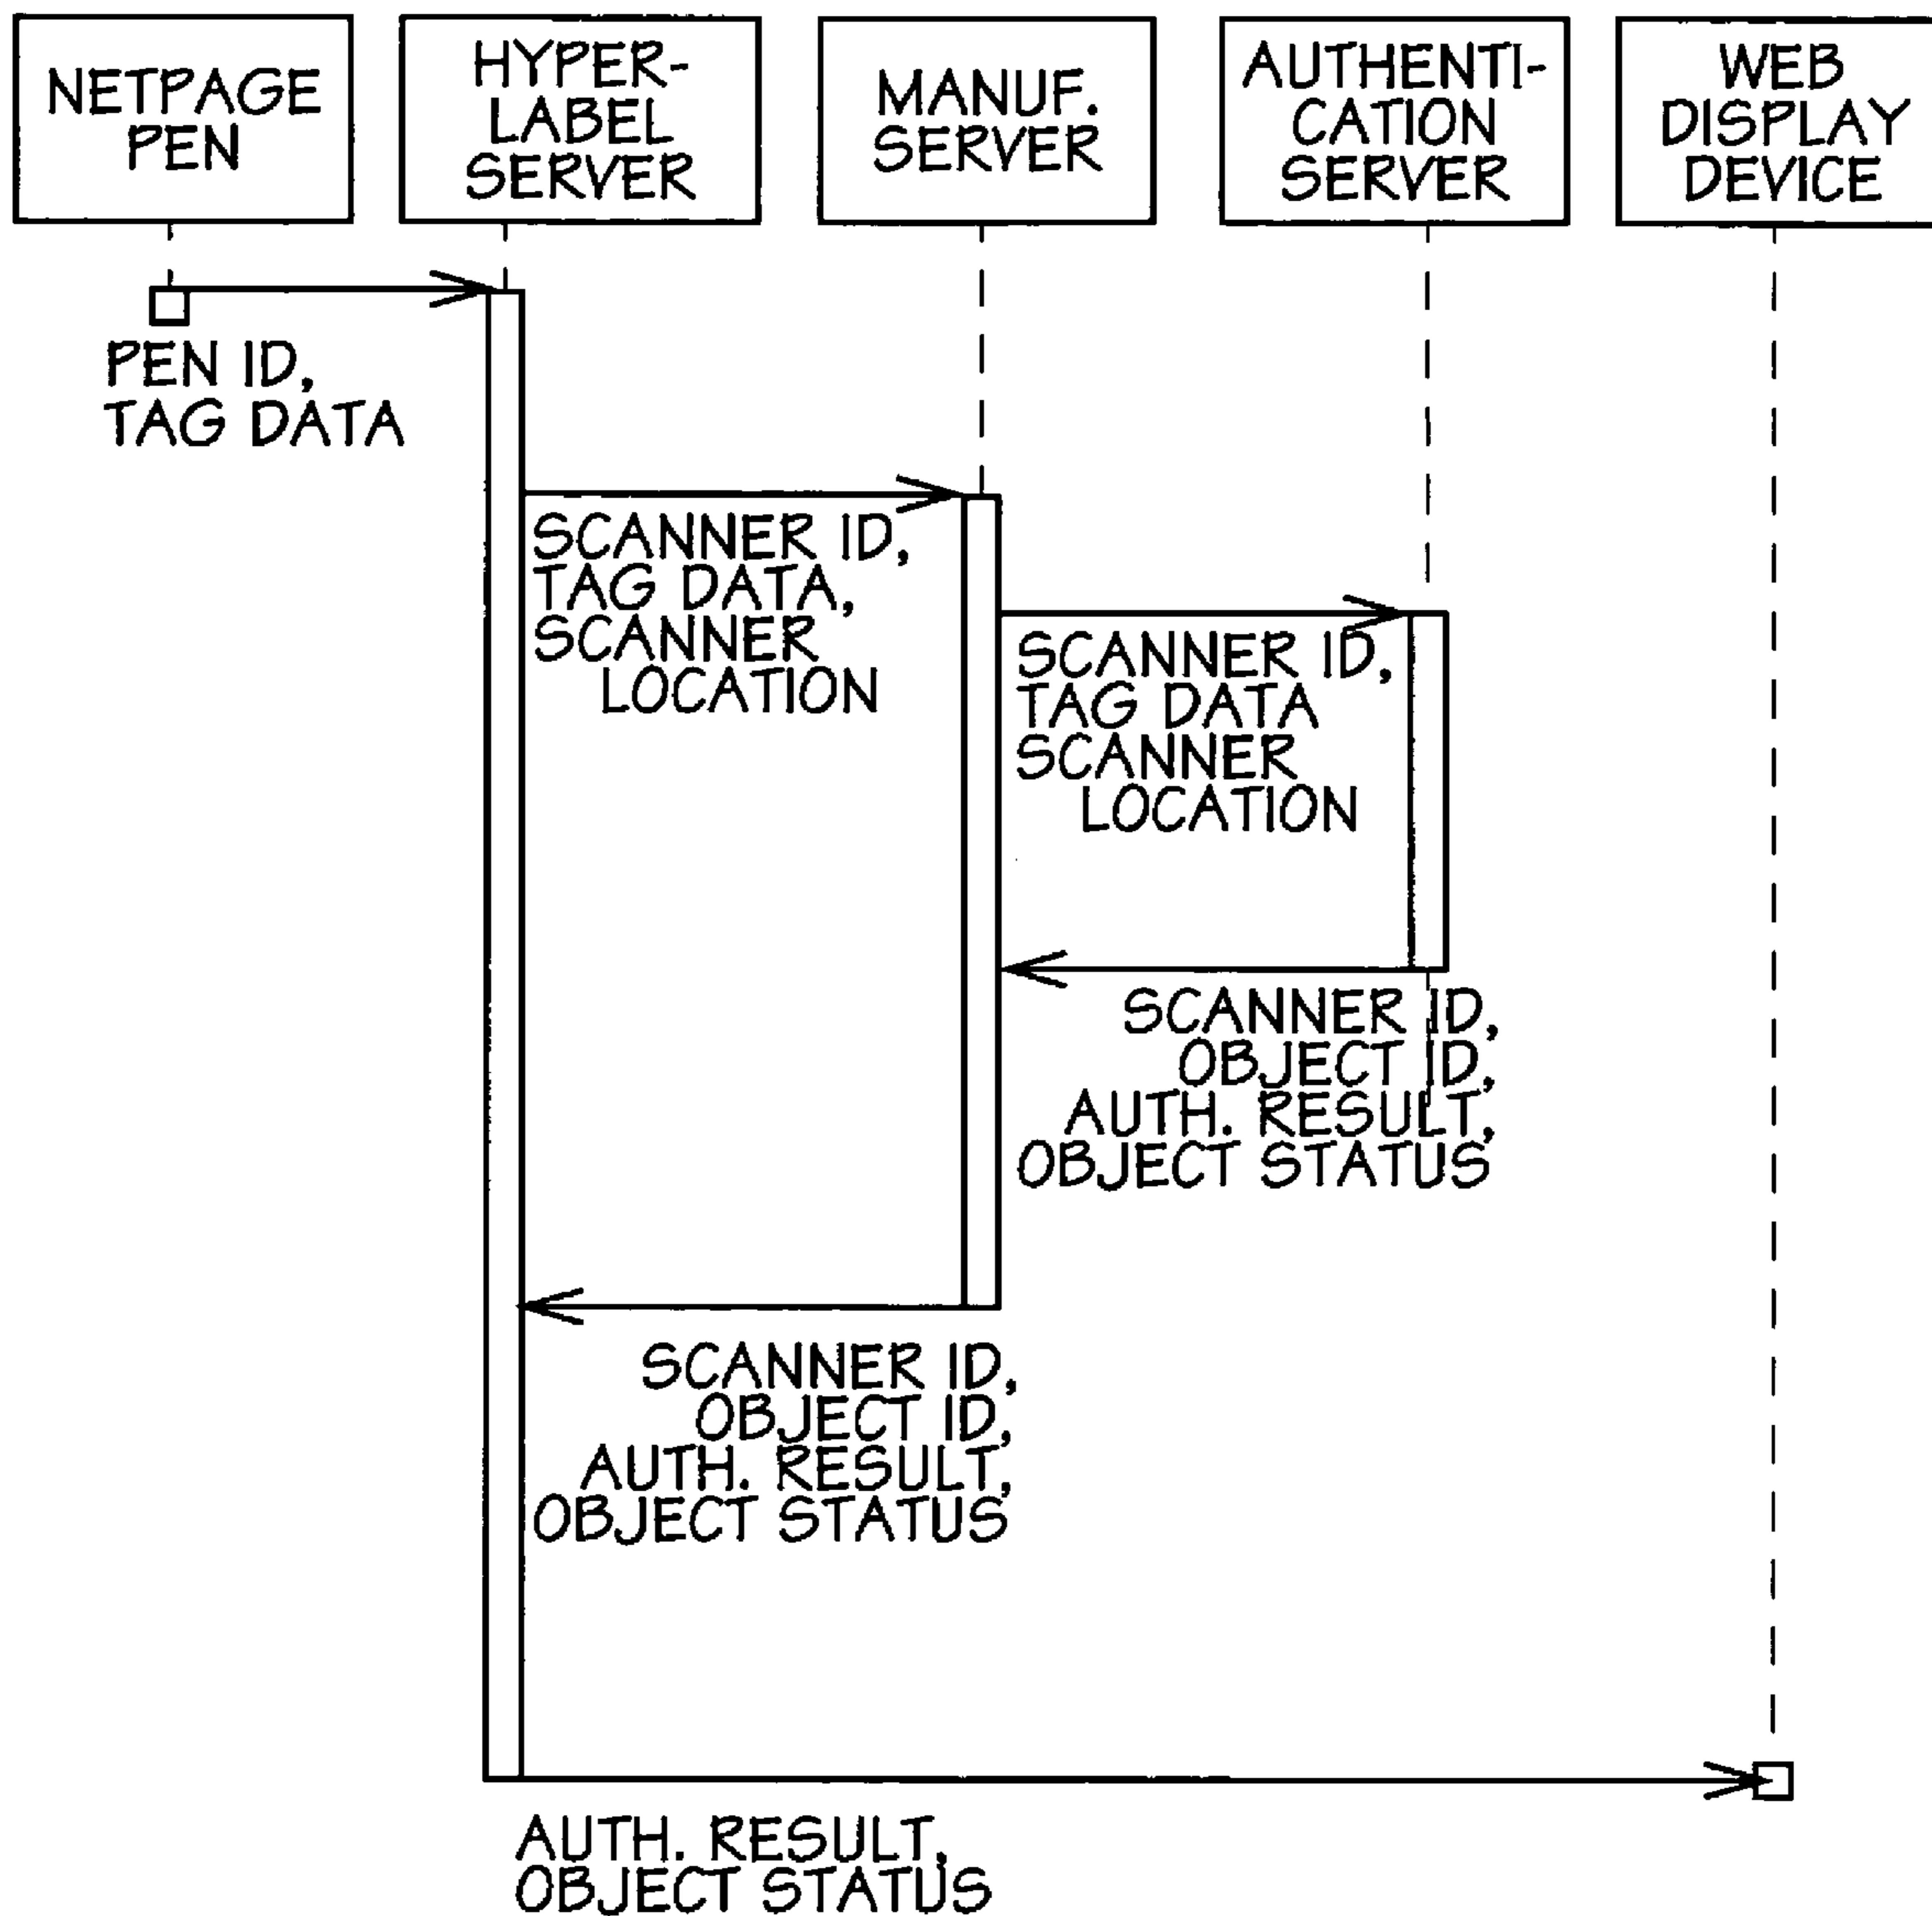 NETPAGE
PEN
HYPER-
LABEL
SERVER
MANUF.
SERVER
AUTHENTI-
CATION
SERVER
WEB
DISPLAY
DEVICE
PEN ID,
TAG DATA
SCANNER ID,
TAG DATA,
SCANNER
LOCATION
SCANNER ID,
TAG DATA
SCANNER
LOCATION
SCANNER ID,
OBJECT ID,
AUTH. RESULT,
OBJECT STATUS
SCANNER ID,
OBJECT ID,
AUTH. RESULT,
OBJECT STATUS
AUTH. RESULT,
OBJECT STATUS